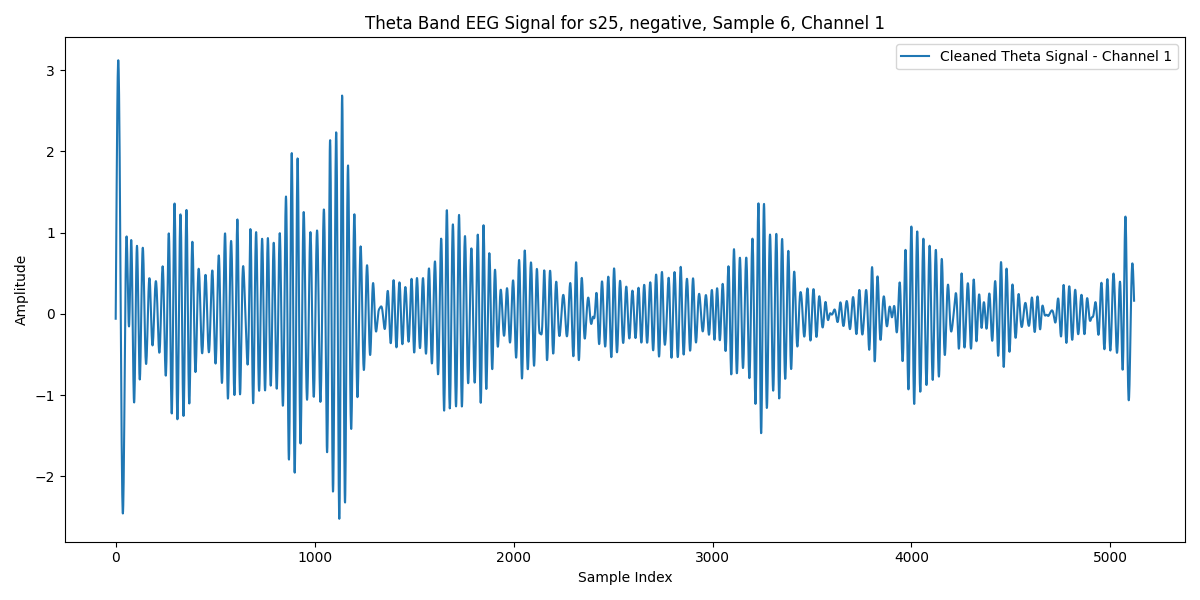 Theta Band EEG Signal for s25, negative, Sample 6, Channel 1
Cleaned Theta Signal - Channel 1
Amplitude
3
2
1
0
−1
−2
0 1000 2000 3000 4000 5000
Sample Index